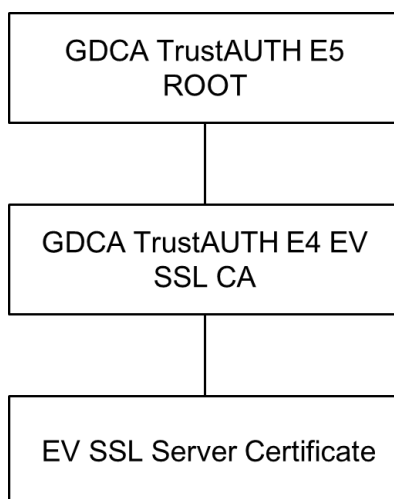 GDCA TrustAUTH E5
ROOT
GDCA TrustAUTH E4 EV
SSL CA
EV SSL Server Certificate